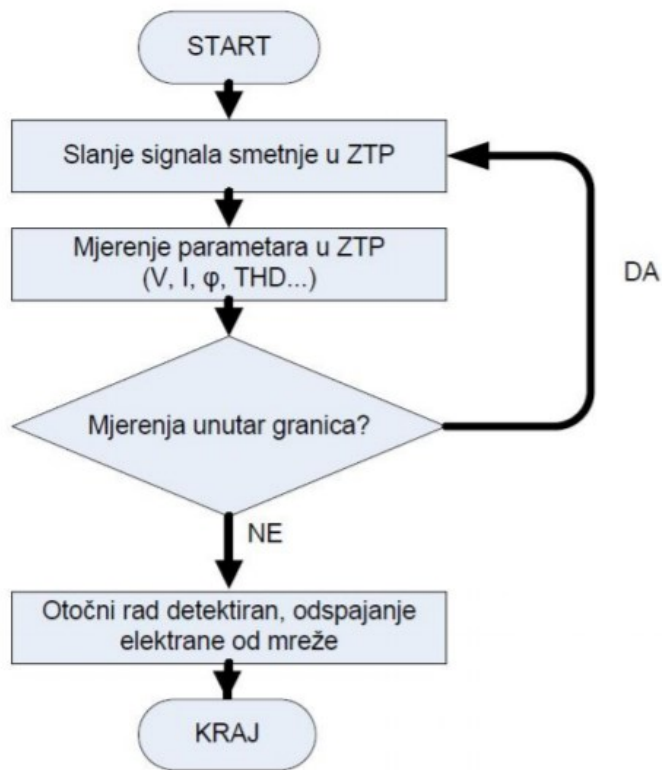 START
Slanje signala smetnje u ZTP
Mjerenje parametara u ZTP
(V, I, φ, THD...)
DA
Mjerenja unutar granica?
NE
Otočni rad detektiran, odspajanje
elektrane od mreže
KRAJ